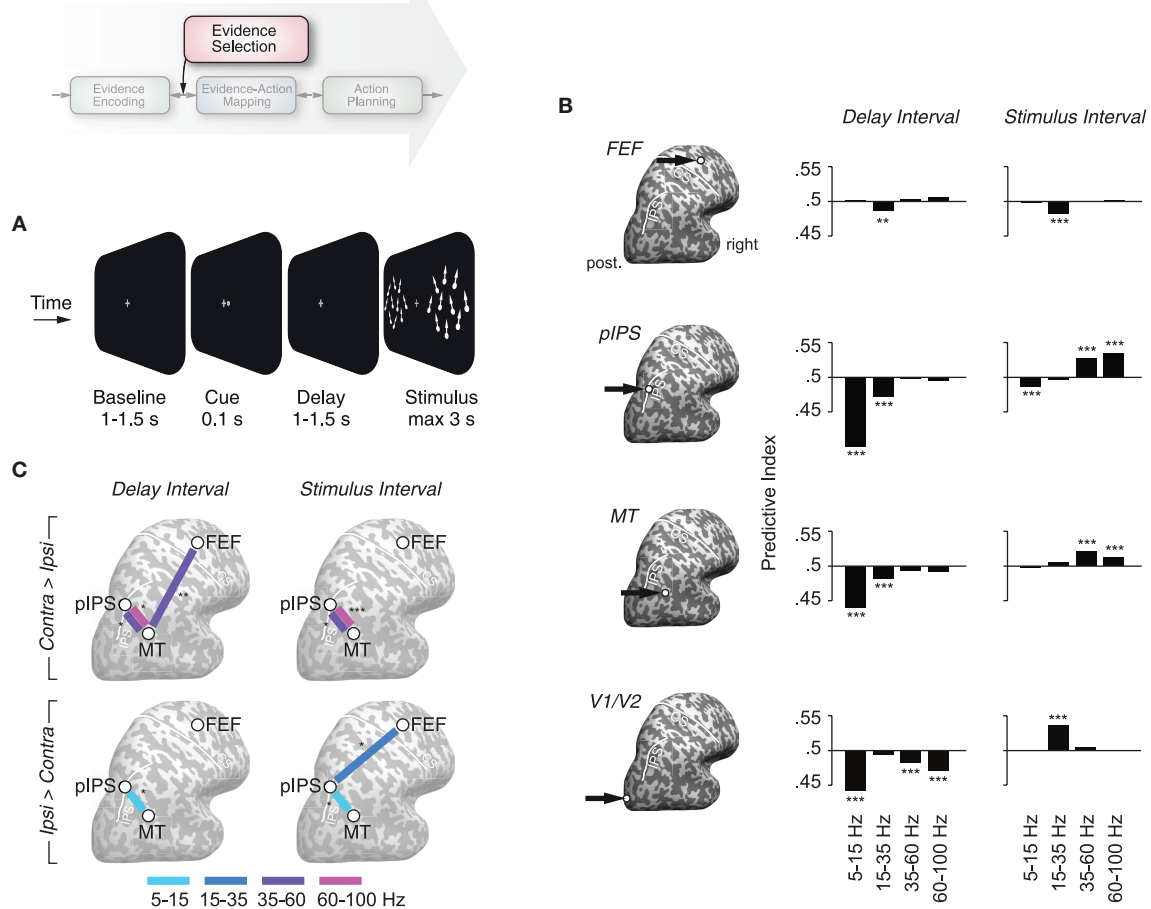 Evidence
Selection
Evidence
Encoding
Evidence-Action
Mapping
Action
Planning
A
Time
Baseline
1-1.5 s
Cue
0.1 s
Delay
1-1.5 s
Stimulus
max 3 s
B
Delay Interval
Stimulus Interval
FEF
CS
IPS
post.
right
.55
.5
.45
**
***
pIPS
CS
IPS
.55
.5
.45
***
***
***
***
***
Predictive Index
MT
CS
IPS
.55
.5
.45
***
***
***
***
V1/V2
CS
IPS
.55
.5
.45
***
***
***
***
5-15 Hz
15-35 Hz
35-60 Hz
60-100 Hz
5-15 Hz
15-35 Hz
35-60 Hz
60-100 Hz
C
Delay Interval
Stimulus Interval
Contra > Ipsi
FEF
CS
pIPS
*
**
*
IPS
MT
FEF
CS
pIPS
***
*
IPS
MT
Ipsi > Contra
FEF
CS
pIPS
*
IPS
MT
FEF
CS
*
pIPS
*
IPS
MT
5-15 15-35 35-60 60-100 Hz